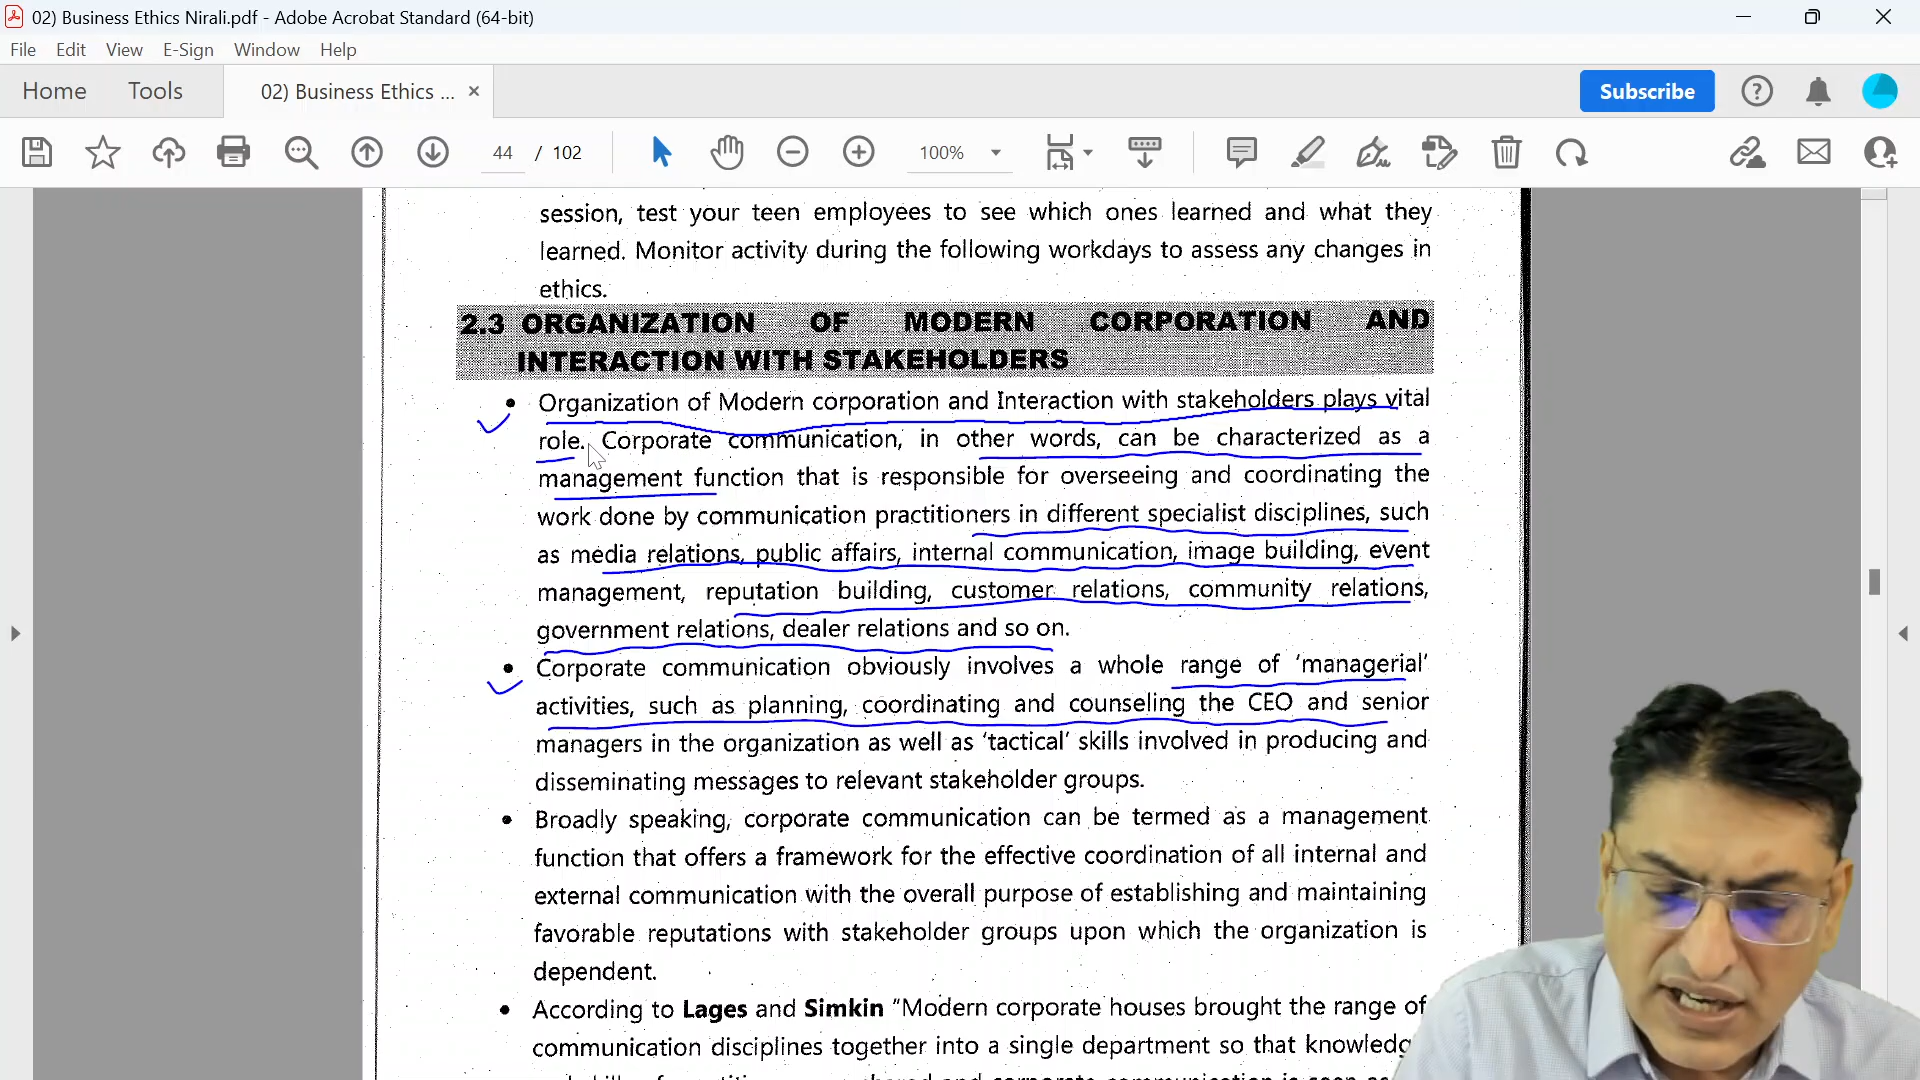 02) Business Ethics Nirali.pdf - Adobe Acrobat Standard (64-bit)
File Edit View E-Sign Window Help
Home Tools 02) Business Ethics ... × Subscribe
44 / 102 100%
session, test your teen employees to see which ones learned and what they
learned. Monitor activity during the following workdays to assess any changes in
ethics.
2.3 ORGANIZATION OF MODERN CORPORATION AND
INTERACTION WITH STAKEHOLDERS
• Organization of Modern corporation and Interaction with stakeholders plays vital
role. Corporate communication, in other words, can be characterized as a
management function that is responsible for overseeing and coordinating the
work done by communication practitioners in different specialist disciplines, such
as media relations, public affairs, internal communication, image building, event
management, reputation building, customer relations, community relations,
government relations, dealer relations and so on.
• Corporate communication obviously involves a whole range of ‘managerial’
activities, such as planning, coordinating and counseling the CEO and senior
managers in the organization as well as ‘tactical’ skills involved in producing and
disseminating messages to relevant stakeholder groups.
• Broadly speaking, corporate communication can be termed as a management
function that offers a framework for the effective coordination of all internal and
external communication with the overall purpose of establishing and maintaining
favorable reputations with stakeholder groups upon which the organization is
dependent.
• According to Lages and Simkin “Modern corporate houses brought the range of
communication disciplines together into a single department so that